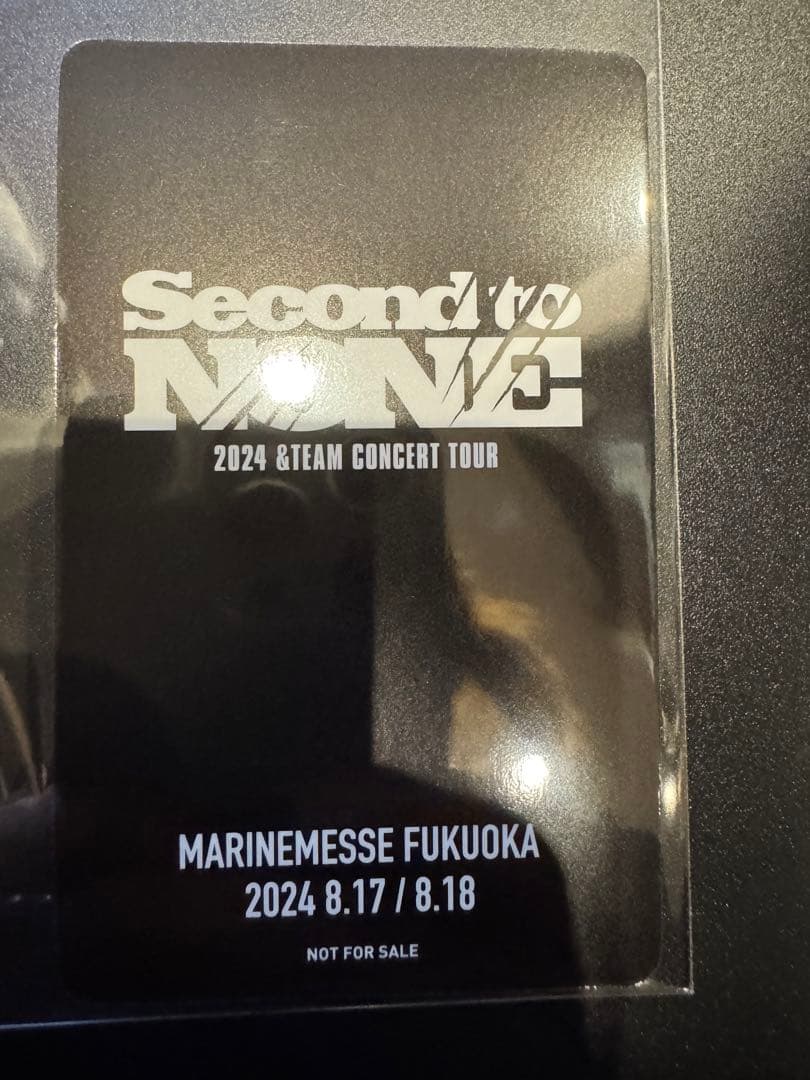 Second to
NONE
2024 &TEAM CONCERT TOUR
MARINEMESSE FUKUOKA
2024 8.17 / 8.18
NOT FOR SALE